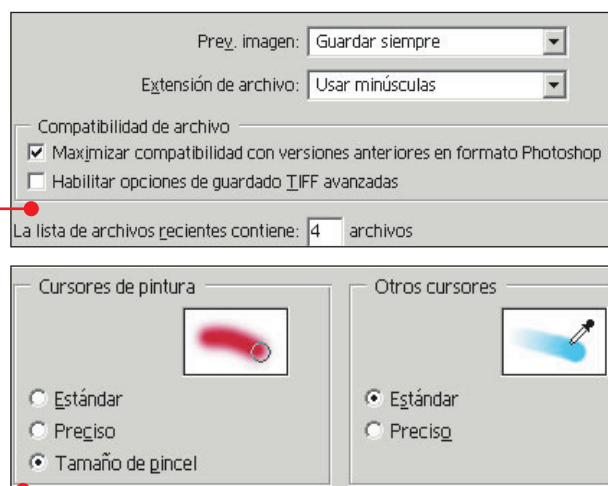 Prev. imagen: Guardar siempre
Extensión de archivo: Usar minúsculas
Compatibilidad de archivo
Maximizar compatibilidad con versiones anteriores en formato Photoshop
Habilitar opciones de guardado TIFF avanzadas
La lista de archivos recientes contiene: 4 archivos
Cursores de pintura
Estándar
Preciso
Tamaño de pincel
Otros cursores
Estándar
Preciso